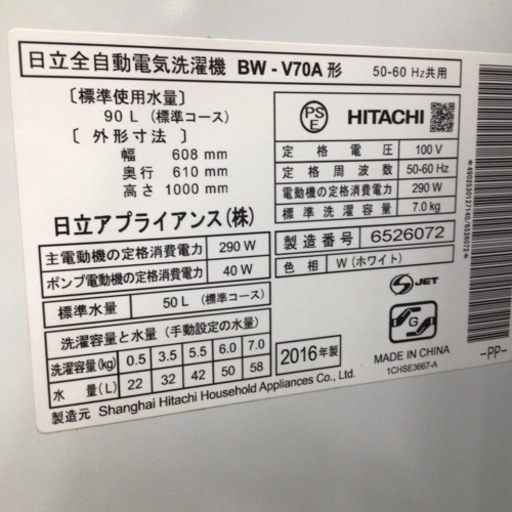 日立全自動電気洗濯機 BW - V70A 形 50-60 Hz共用
〔標準使用水量〕
90 L (標準コース)
〔 外 形 寸 法 〕
幅 608 mm
奥行 610 mm
高さ 1000 mm
日立アプライアンス(株)
主電動機の定格消費電力 290 W
ポンプ電動機の定格消費電力 40 W
標準水量 50 L (標準コース)
洗濯容量と水量 (手動設定の水量)
洗濯容量(kg) 0.5 3.5 5.5 6.0 7.0
水 量(L) 22 32 42 50 58
製造元 Shanghai Hitachi Household Appliances Co., Ltd.
PS
E
HITACHI
定 格 電 圧 100 V
定 格 周 波 数 50-60 Hz
電動機の定格消費電力 290 W
標準洗濯容量 7.0 kg
製造番号 6526072
色 相 W (ホワイト)
2016年製
S JET
G
MADE IN CHINA
1CHSE3667-A
*4902530127140/6526072*
-PP-